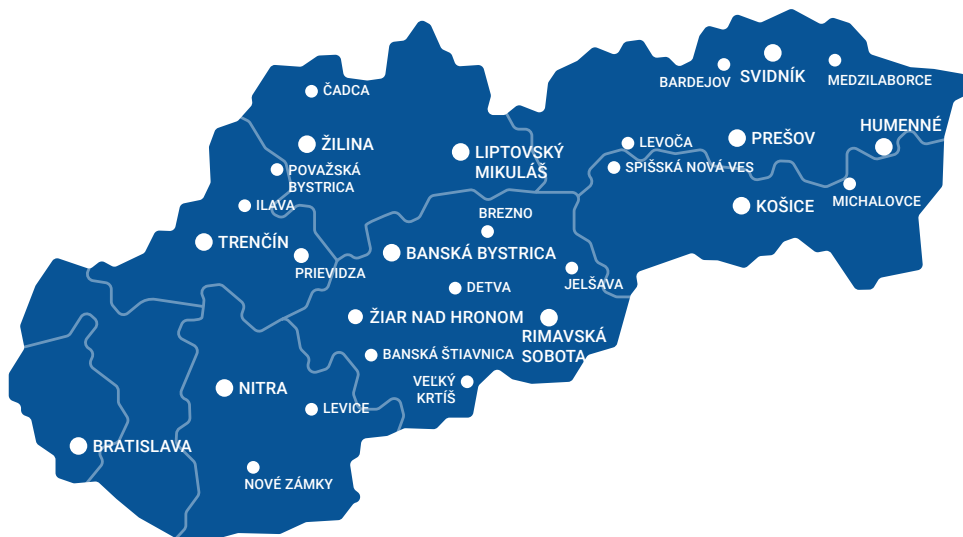 BARDEJOV
SVIDNÍK
MEDZILABORCE
ČADCA
HUMENNÉ
ŽILINA
LEVOČA
PREŠOV
LIPTOVSKÝ
MIKULÁŠ
POVAŽSKÁ
BYSTRICA
SPIŠSKÁ NOVÁ VES
MICHALOVCE
ILAVA
KOŠICE
BREZNO
TRENČÍN
BANSKÁ BYSTRICA
PRIEVIDZA
JELŠAVA
DETVA
ŽIAR NAD HRONOM
RIMAVSKÁ
SOBOTA
BANSKÁ ŠTIAVNICA
VEĽKÝ
KRTÍŠ
NITRA
LEVICE
BRATISLAVA
NOVÉ ZÁMKY